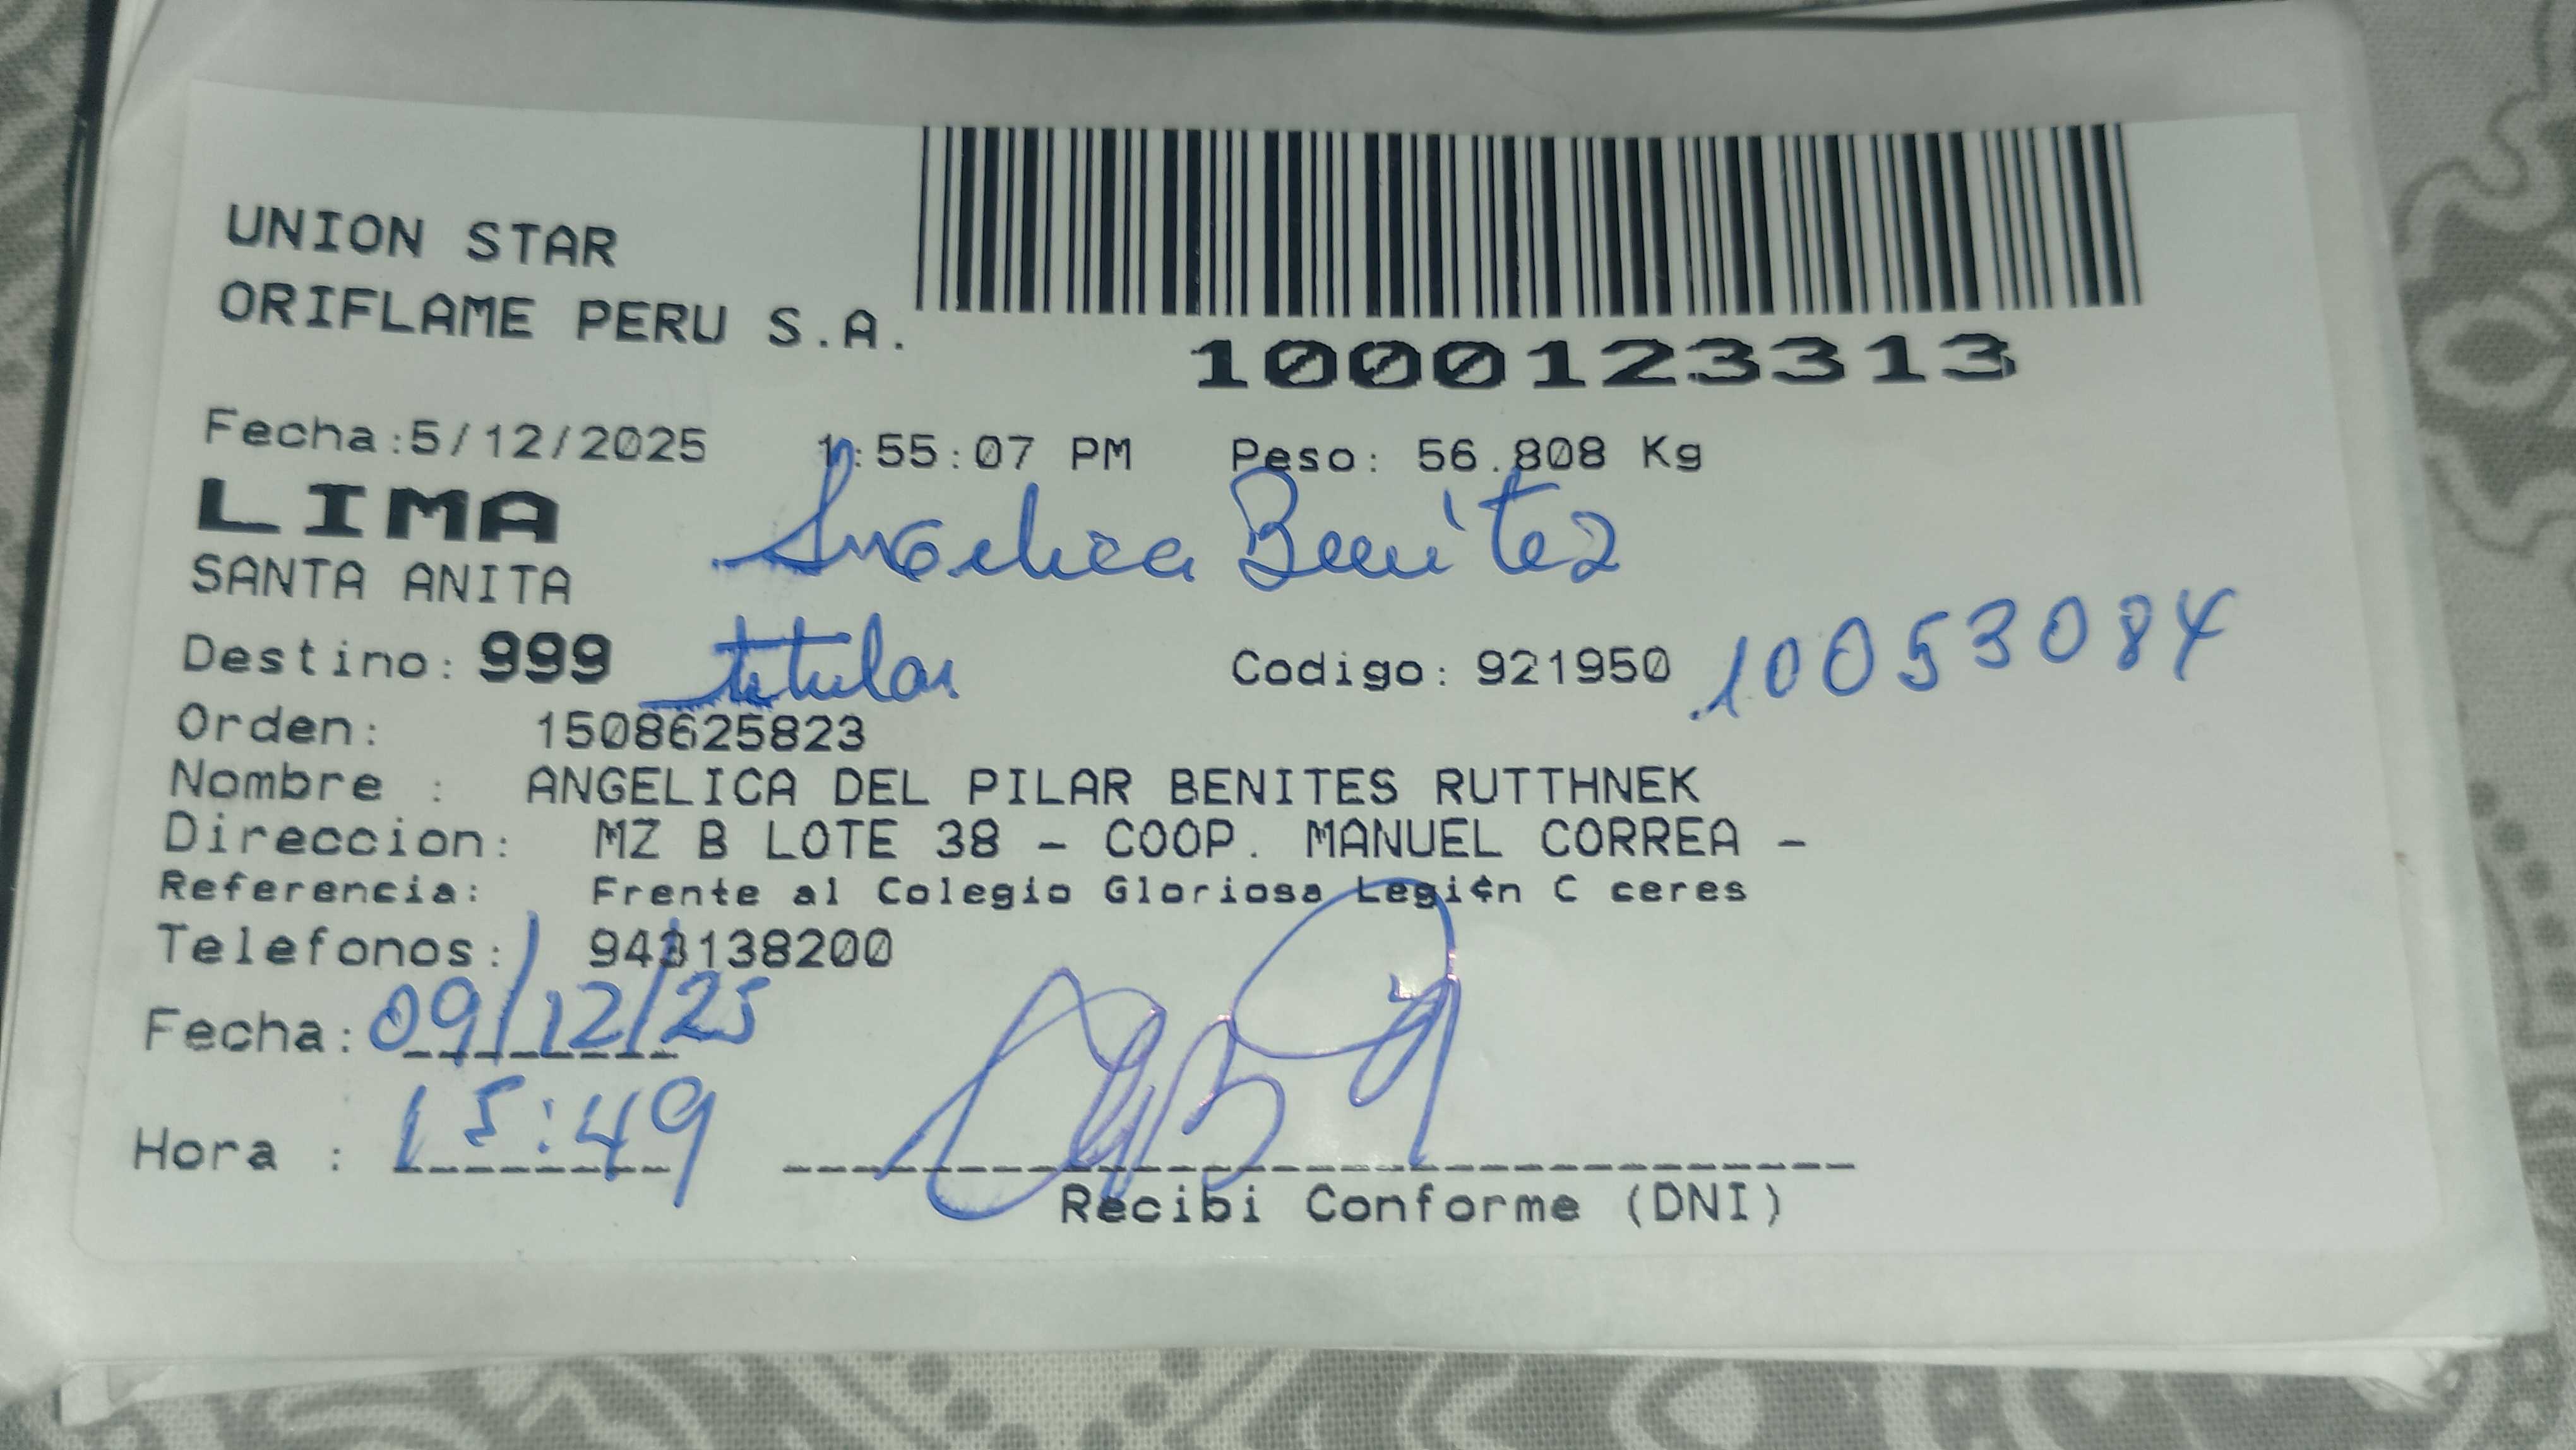 UNION STAR
ORIFLAME PERU S.A.
1000123313
Fecha:5/12/2025 1:55:07 PM Peso: 56.808 Kg
LIMA
Angelica Benitez
SANTA ANITA
Destino: 999 titular Codigo: 921950 10053084
Orden: 1508625823
Nombre : ANGELICA DEL PILAR BENITES RUTTHNEK
Direccion: MZ B LOTE 38 - COOP. MANUEL CORREA -
Referencia: Frente al Colegio Gloriosa Legi¢n C ceres
Telefonos: 943138200
Fecha: 09/12/25
Hora : 15:49
Recibi Conforme (DNI)